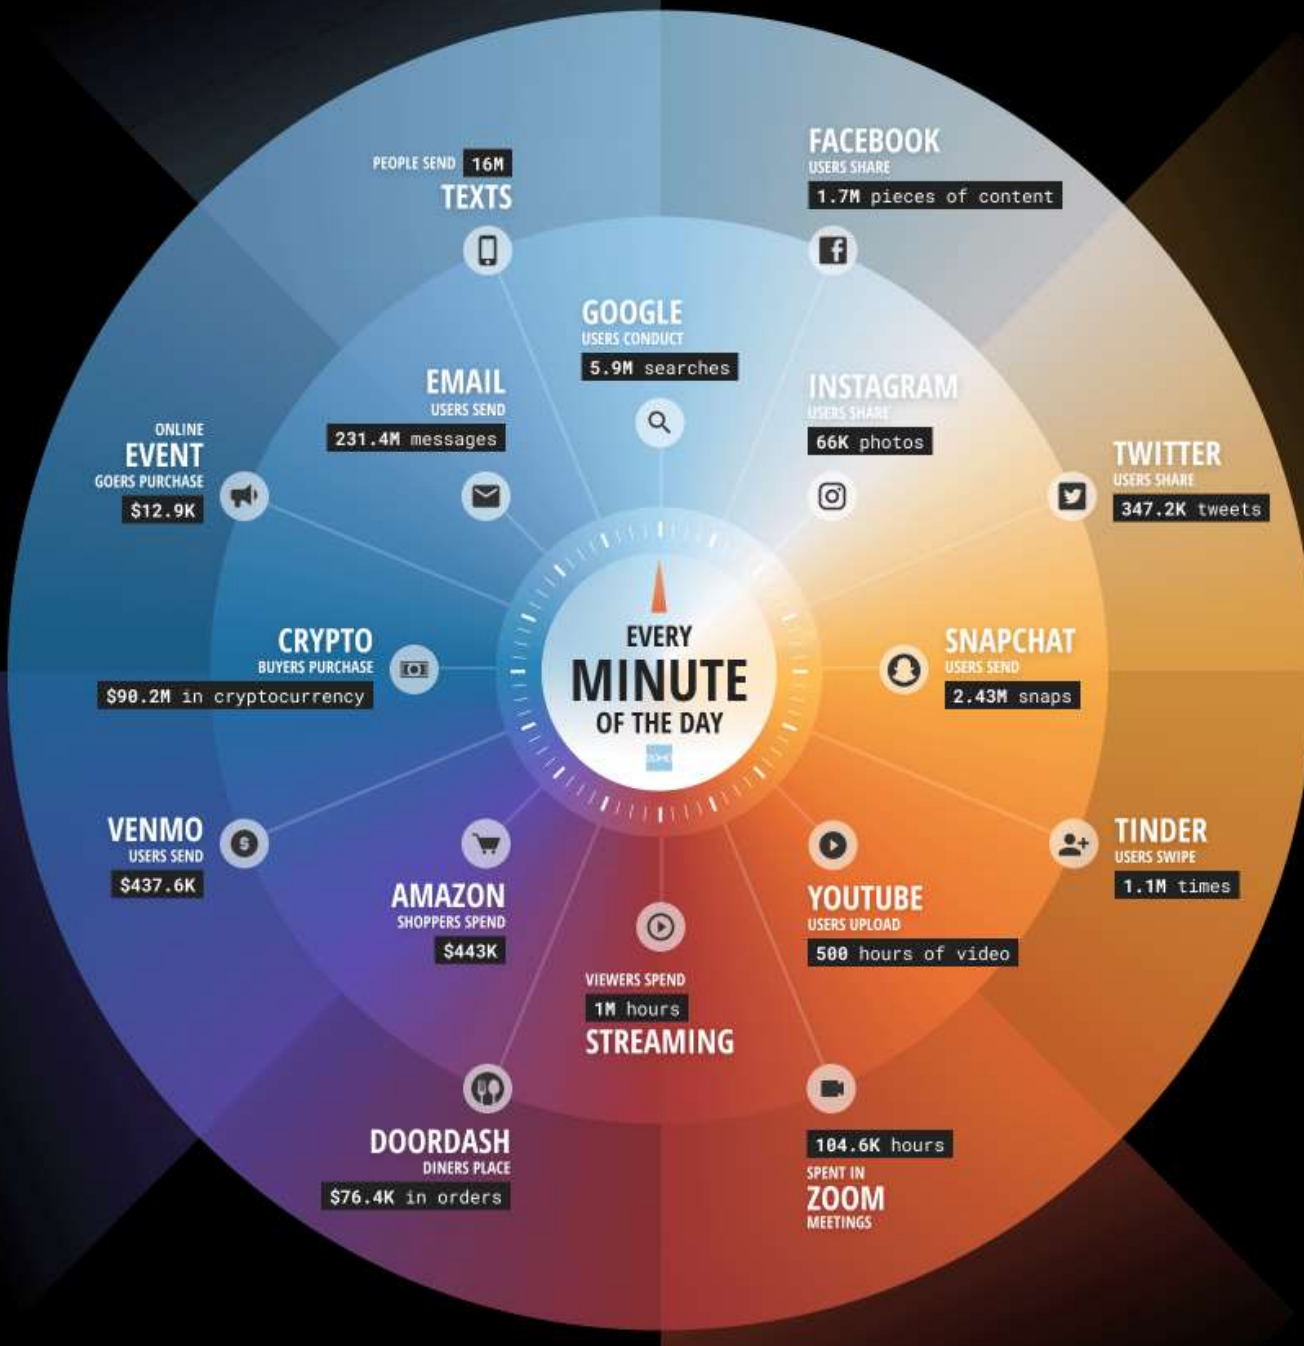 EVERY
MINUTE
OF THE DAY
GOOGLE
USERS CONDUCT
5.9M searches
FACEBOOK
USERS SHARE
1.7M pieces of content
INSTAGRAM
USERS SHARE
66K photos
TWITTER
USERS SHARE
347.2K tweets
SNAPCHAT
USERS SEND
2.43M snaps
TINDER
USERS SWIPE
1.1M times
YOUTUBE
USERS UPLOAD
500 hours of video
104.6K hours
SPENT IN
ZOOM
MEETINGS
VIEWERS SPEND
1M hours
STREAMING
DOORDASH
DINERS PLACE
$76.4K in orders
AMAZON
SHOPPERS SPEND
$443K
VENMO
USERS SEND
$437.6K
CRYPTO
BUYERS PURCHASE
$90.2M in cryptocurrency
ONLINE
EVENT
GOERS PURCHASE
$12.9K
EMAIL
USERS SEND
231.4M messages
PEOPLE SEND 16M
TEXTS